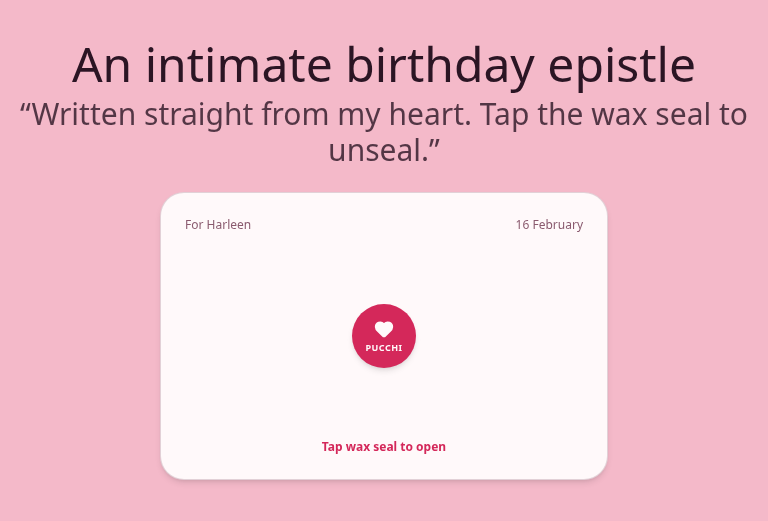 An intimate birthday epistle
“Written straight from my heart. Tap the wax seal to
unseal.”
For Harleen
16 February
PUCCHI
Tap wax seal to open